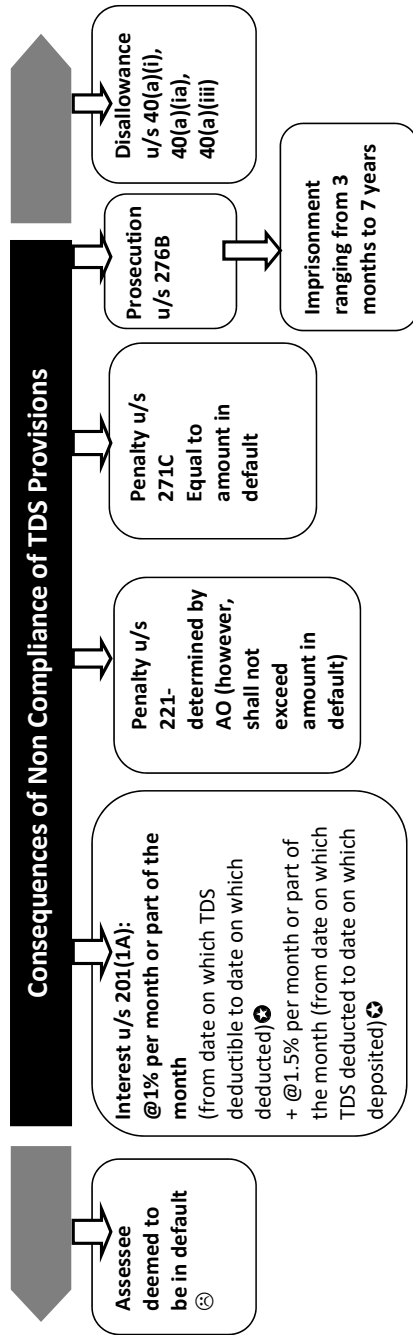 Consequences of Non Compliance of TDS Provisions
Assessee
deemed to
be in default
☹
Interest u/s 201(1A):
@1% per month or part of the
month
(from date on which TDS
deductible to date on which
deducted)✪
+ @1.5% per month or part of
the month (from date on which
TDS deducted to date on which
deposited)✪
Penalty u/s
221-
determined by
AO (however,
shall not
exceed
amount in
default)
Penalty u/s
271C
Equal to
amount in
default
Prosecution
u/s 276B
Imprisonment
ranging from 3
months to 7 years
Disallowance
u/s 40(a)(i),
40(a)(ia),
40(a)(iii)